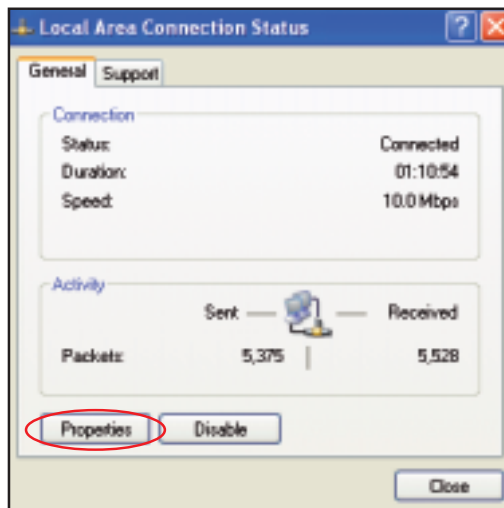 Local Area Connection Status
General Support
Connection
Status: Connected
Duration: 01:10:54
Speed: 10.0 Mbps
Activity
Sent Received
Packets: 5,375 5,528
Properties Disable
Close